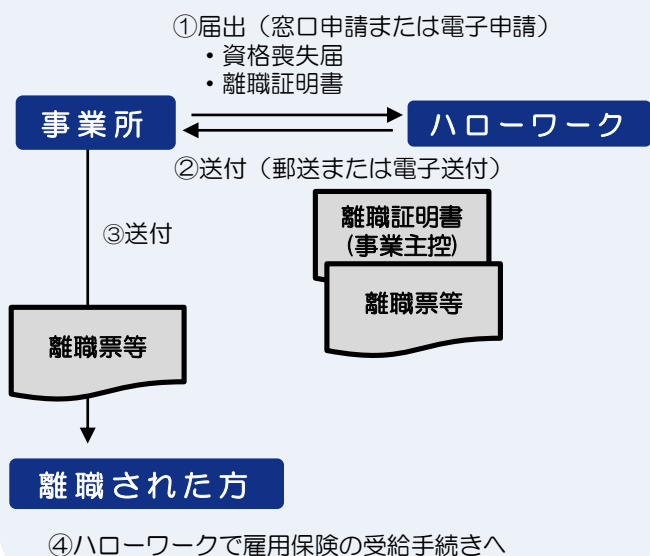 ①届出（窓口申請または電子申請）
・資格喪失届
・離職証明書
事業所
ハローワーク
②送付（郵送または電子送付）
離職証明書
(事業主控)
離職票等
③送付
離職票等
離職された方
④ハローワークで雇用保険の受給手続きへ